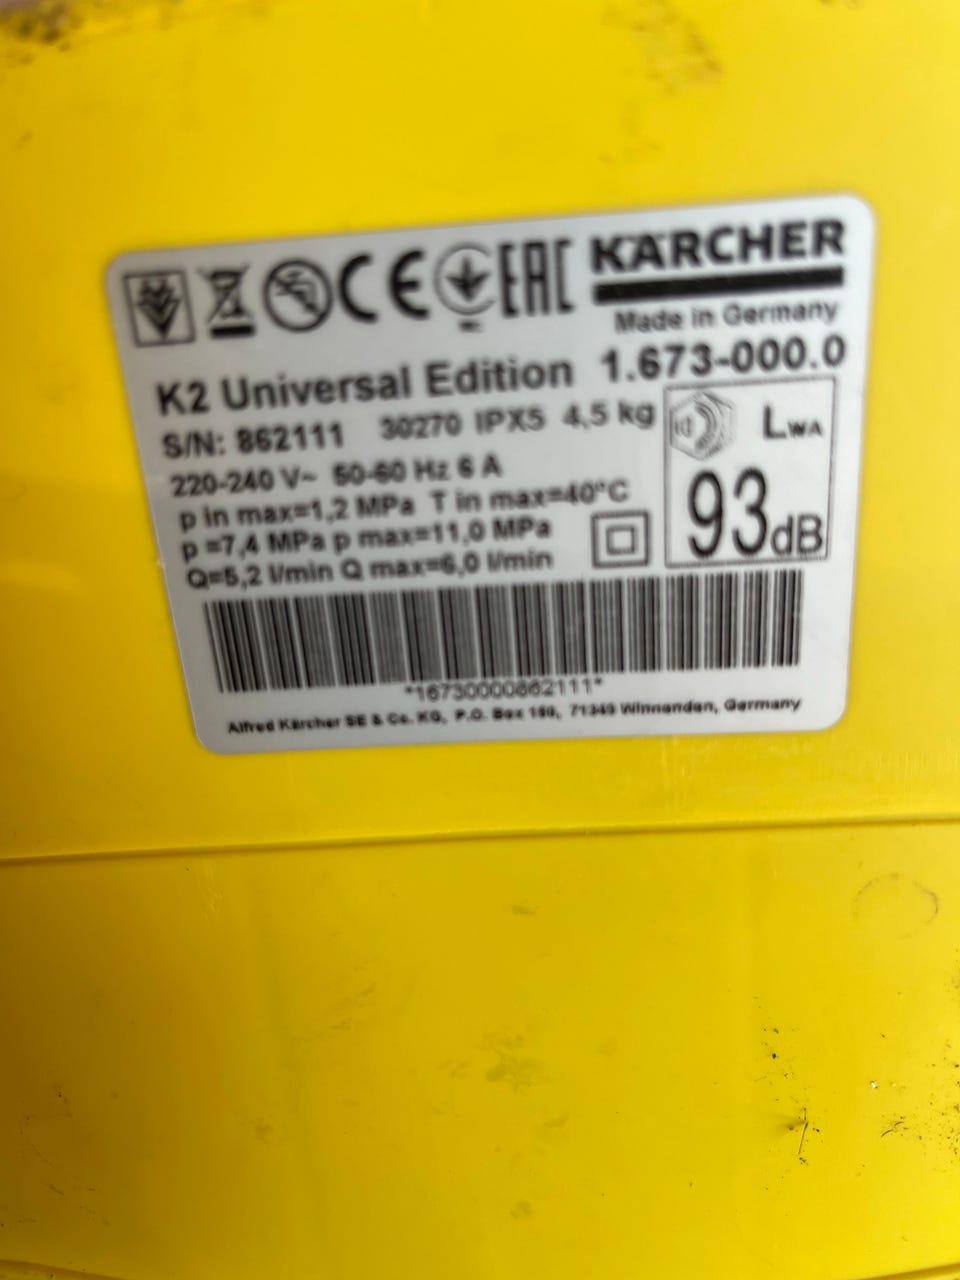 CE EAC KÄRCHER
Made in Germany
K2 Universal Edition 1.673-000.0
S/N: 862111 30270 IPX5 4,5 kg
220-240 V~ 50-60 Hz 6 A
p in max=1,2 MPa T in max=40°C
p =7,4 MPa p max=11,0 MPa
Q=5,2 l/min Q max=6,0 l/min
LWA
93dB
*167300000862111*
Alfred Kärcher SE & Co. KG, P.O. Box 160, 71349 Winnenden, Germany